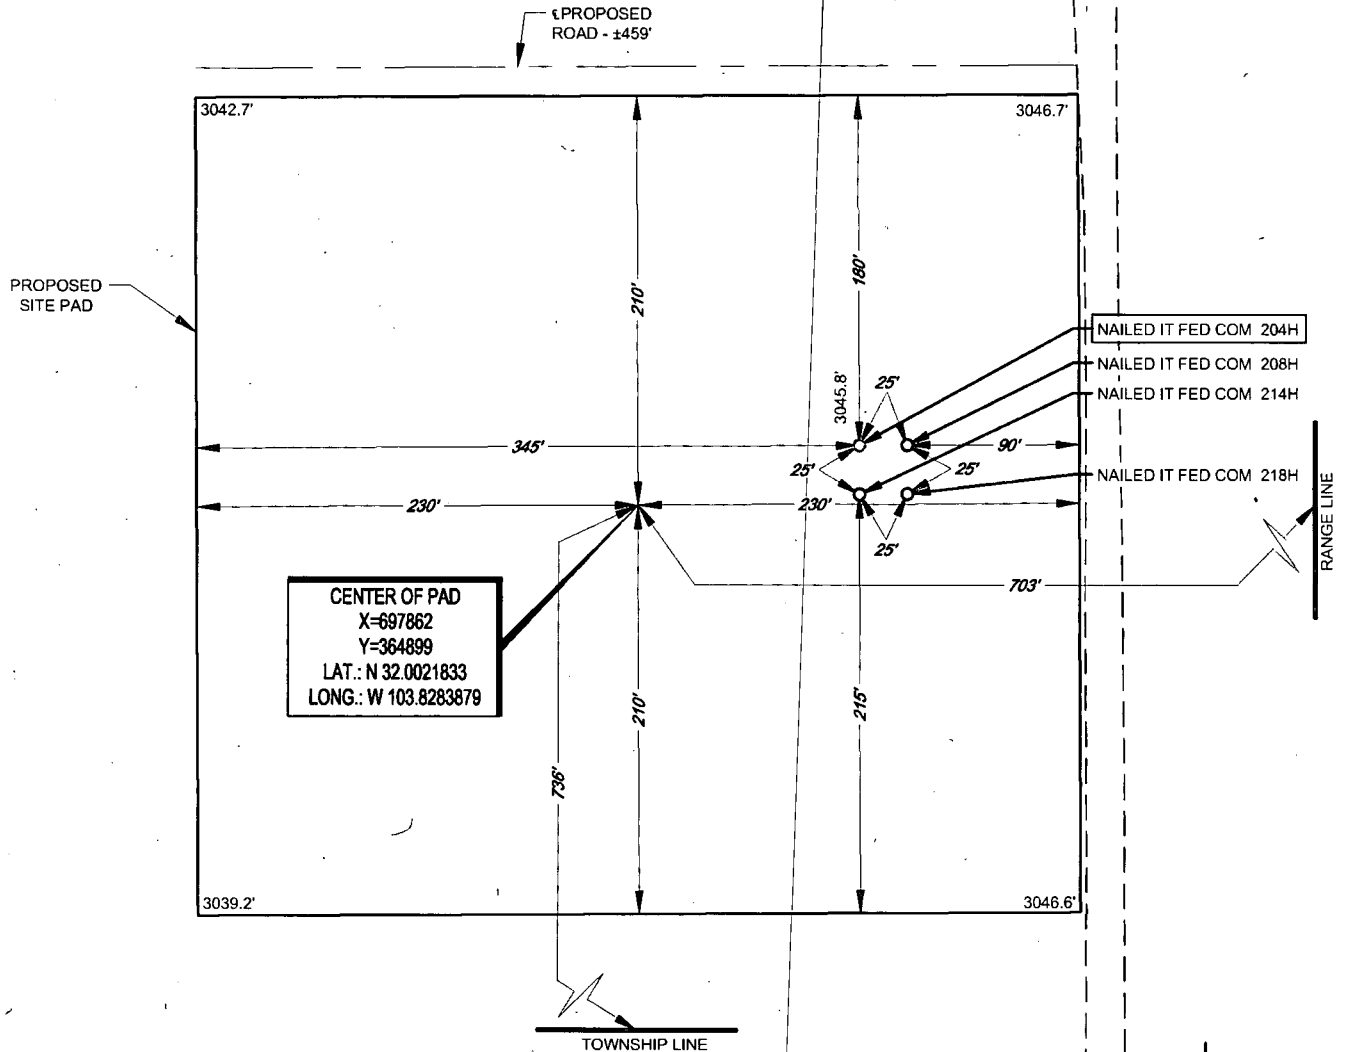 ℄PROPOSED
ROAD - ±459'
3042.7'
3046.7'
PROPOSED
SITE PAD
210'
180'
NAILED IT FED COM 204H
NAILED IT FED COM 208H
NAILED IT FED COM 214H
3045.8'
25'
345'
90'
25'
25'
NAILED IT FED COM 218H
230'
230'
25'
RANGE LINE
703'
CENTER OF PAD
X=697862
Y=364899
LAT.: N 32.0021833
LONG.: W 103.8283879
210'
215'
736'
3039.2'
3046.6'
TOWNSHIP LINE